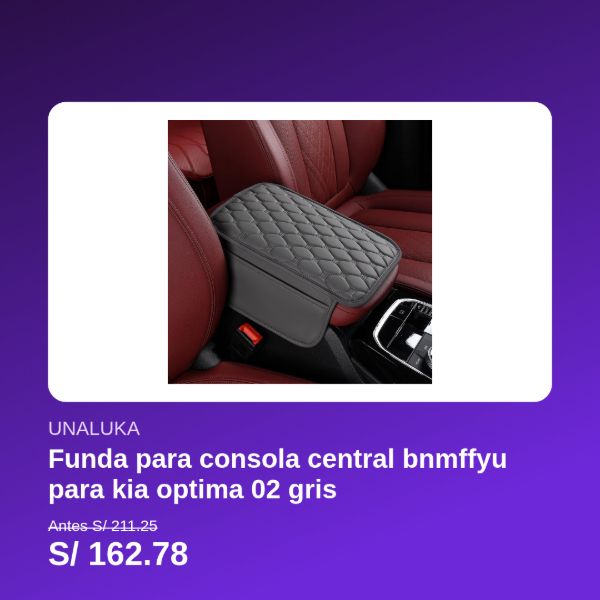 UNALUKA
Funda para consola central bnmffyu
para kia optima 02 gris
Antes S/ 211.25
S/ 162.78